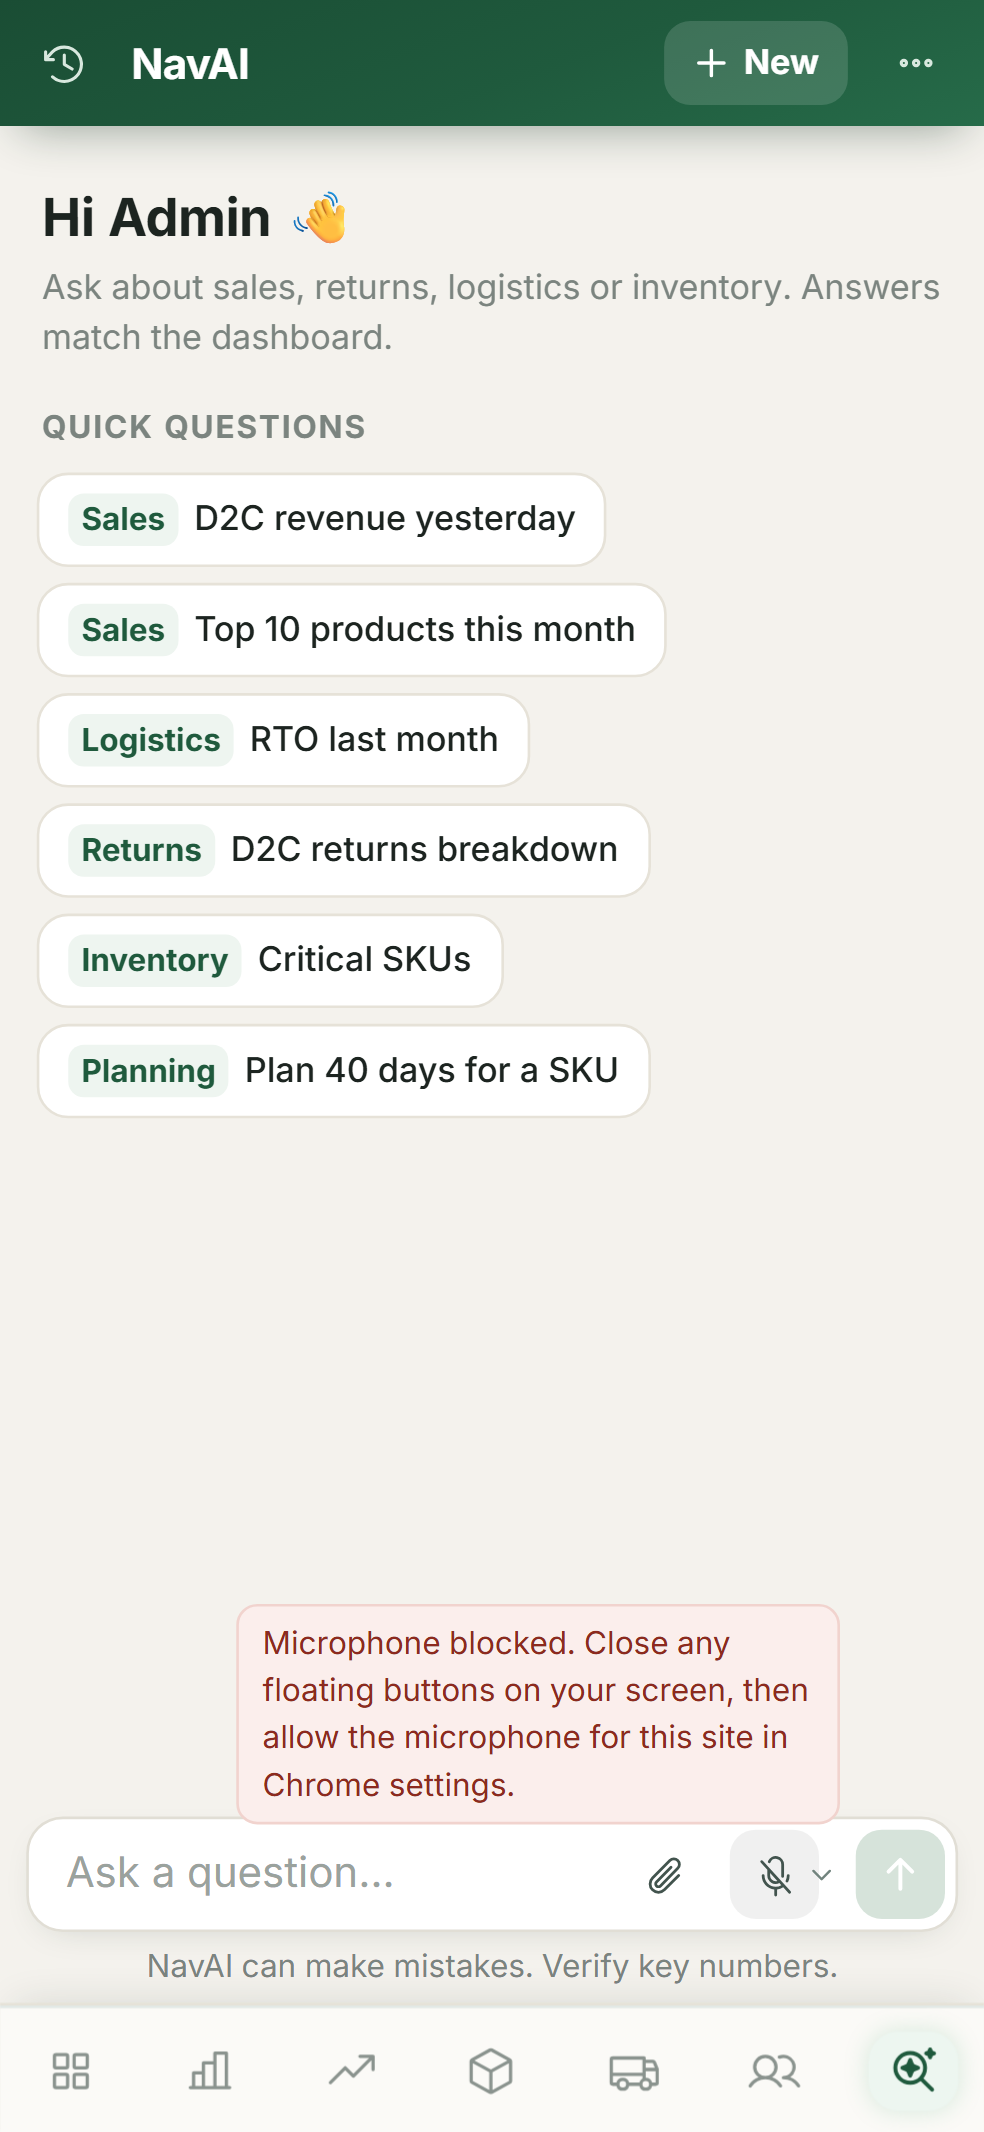 NavAI
New
Hi Admin 👋
Ask about sales, returns, logistics or inventory. Answers
match the dashboard.
QUICK QUESTIONS
Sales D2C revenue yesterday
Sales Top 10 products this month
Logistics RTO last month
Returns D2C returns breakdown
Inventory Critical SKUs
Planning Plan 40 days for a SKU
Microphone blocked. Close any
floating buttons on your screen, then
allow the microphone for this site in
Chrome settings.
Ask a question...
NavAI can make mistakes. Verify key numbers.